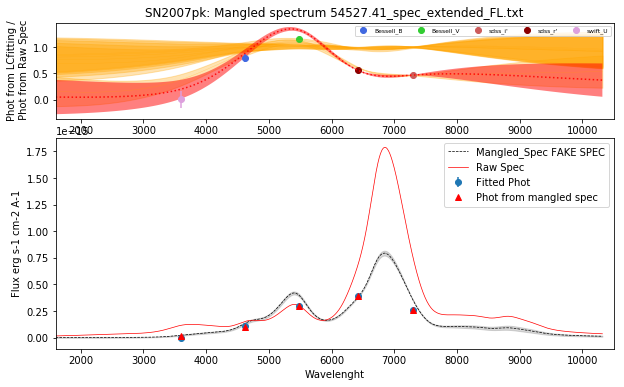 SN2007pk: Mangled spectrum 54527.41_spec_extended_FL.txt
Phot from LCfitting /
Phot from Raw Spec
1.0
0.5
0.0
Bessell_B
Bessell_V
sdss_i'
sdss_r'
swift_U
2000 3000 4000 5000 6000 7000 8000 9000 10000
Flux erg s-1 cm-2 A-1
1.75
1.50
1.25
1.00
0.75
0.50
0.25
0.00
Mangled_Spec FAKE SPEC
Raw Spec
Fitted Phot
Phot from mangled spec
2000 3000 4000 5000 6000 7000 8000 9000 10000
Wavelenght